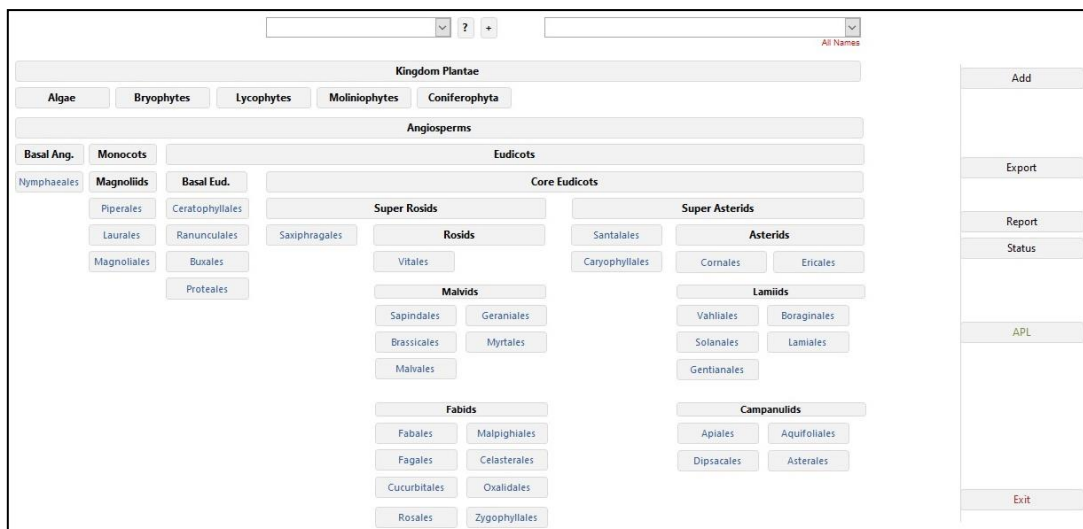 ? +
All Names
Kingdom Plantae
Add
Algae Bryophytes Lycophytes Moliniophytes Coniferophyta
Angiosperms
Basal Ang. Monocots Eudicots
Export
Nymphaeales Magnoliids Basal Eud. Core Eudicots
Piperales Ceratophyllales Super Rosids Super Asterids
Report
Laurales Ranunculales Saxiphragales Rosids Santalales Asterids
Status
Magnoliales Buxales Vitales Caryophyllales Cornales Ericales
Proteales Malvids Lamiids
Sapindales Geraniales Vahliales Boraginales
APL
Brassicales Myrtales Solanales Lamiales
Malvales Gentianales
Fabids Campanulids
Fabales Malpighiales Apiales Aquifoliales
Fagales Celasterales Dipsacales Asterales
Cucurbitales Oxalidales
Exit
Rosales Zygophyllales